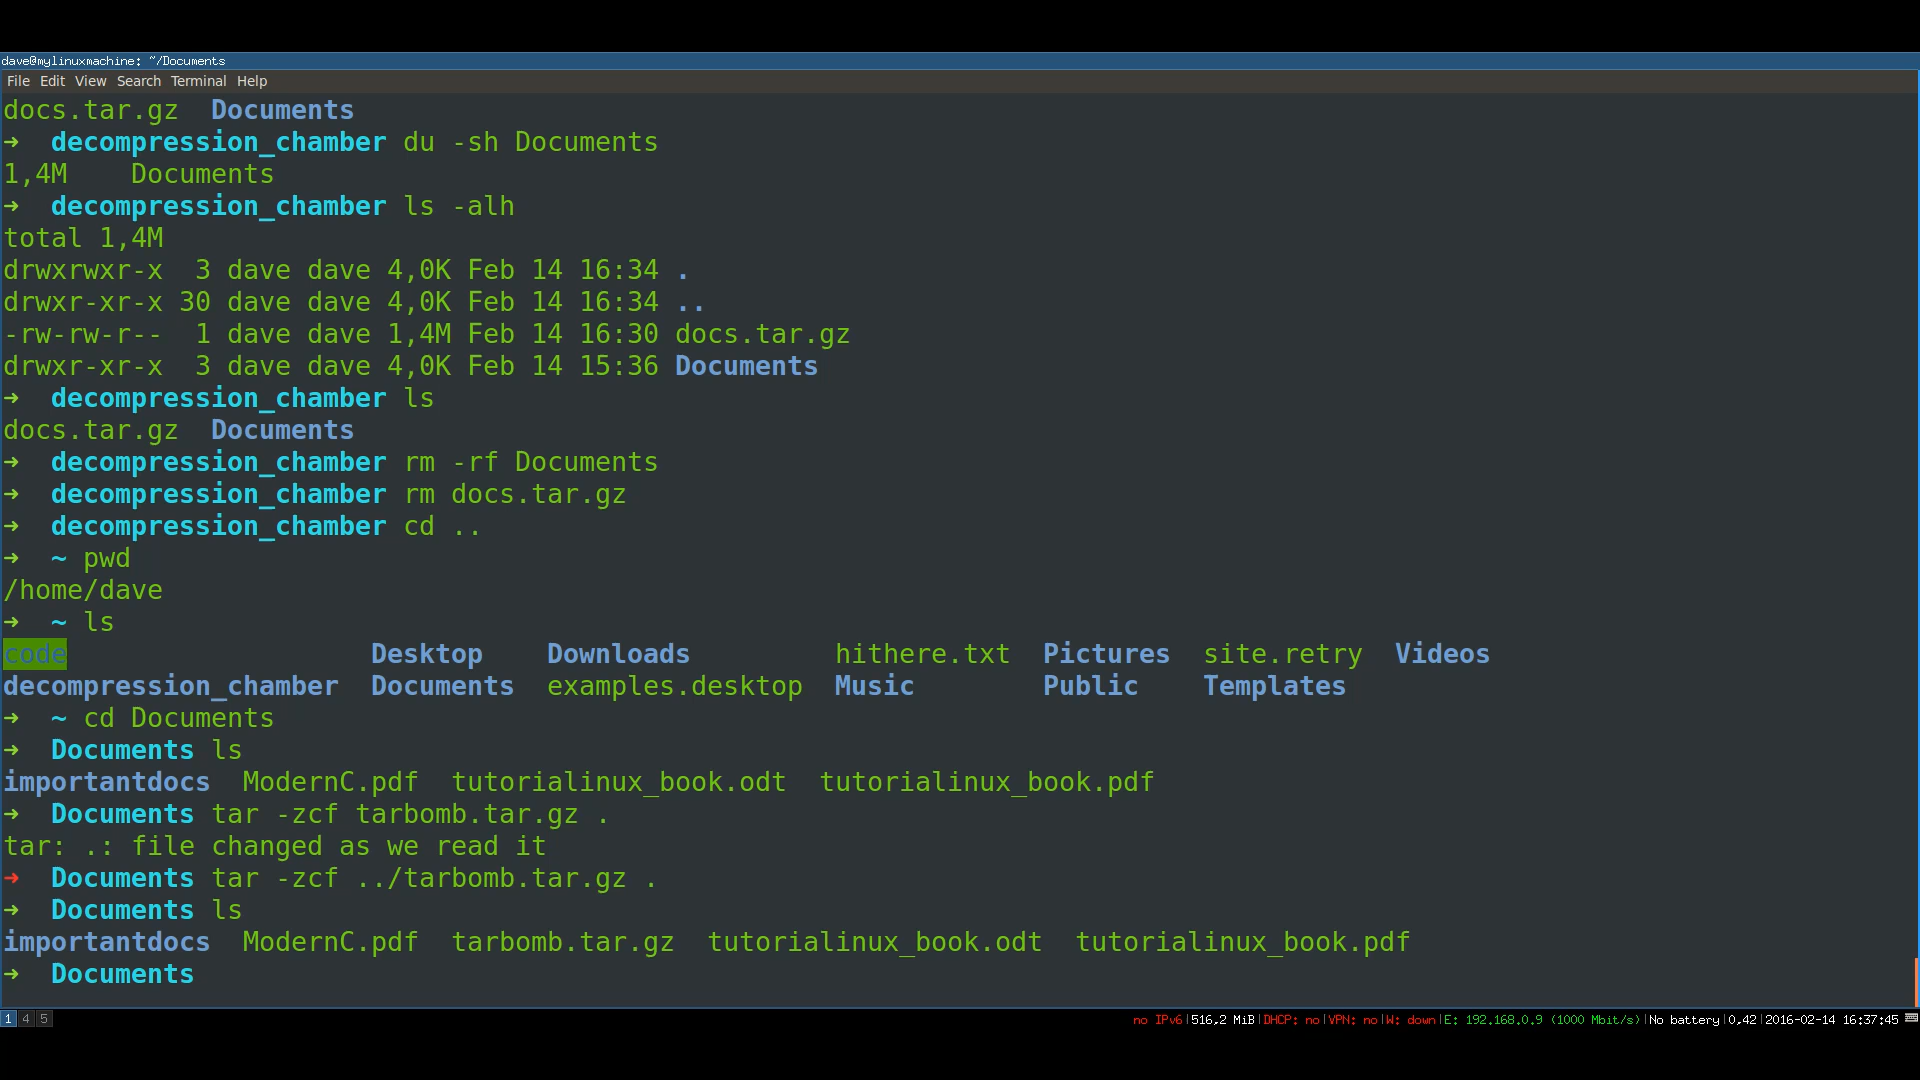 dave@mylinuxmachine: ~/Documents
File Edit View Search Terminal Help
docs.tar.gz  Documents
➜  decompression_chamber du -sh Documents
1,4M    Documents
➜  decompression_chamber ls -alh
total 1,4M
drwxrwxr-x  3 dave dave 4,0K Feb 14 16:34 .
drwxr-xr-x 30 dave dave 4,0K Feb 14 16:34 ..
-rw-rw-r--  1 dave dave 1,4M Feb 14 16:30 docs.tar.gz
drwxr-xr-x  3 dave dave 4,0K Feb 14 15:36 Documents
➜  decompression_chamber ls
docs.tar.gz  Documents
➜  decompression_chamber rm -rf Documents
➜  decompression_chamber rm docs.tar.gz
➜  decompression_chamber cd ..
➜  ~ pwd
/home/dave
➜  ~ ls
code                   Desktop    Downloads         hithere.txt  Pictures  site.retry  Videos
decompression_chamber  Documents  examples.desktop  Music        Public    Templates
➜  ~ cd Documents
➜  Documents ls
importantdocs  ModernC.pdf  tutorialinux_book.odt  tutorialinux_book.pdf
➜  Documents tar -zcf tarbomb.tar.gz .
tar: .: file changed as we read it
➜  Documents tar -zcf ../tarbomb.tar.gz .
➜  Documents ls
importantdocs  ModernC.pdf  tarbomb.tar.gz  tutorialinux_book.odt  tutorialinux_book.pdf
➜  Documents
1 4 5 no IPv6|516,2 MiB|DHCP: no|VPN: no|W: down|E: 192.168.0.9 (1000 Mbit/s)|No battery|0,42|2016-02-14 16:37:45